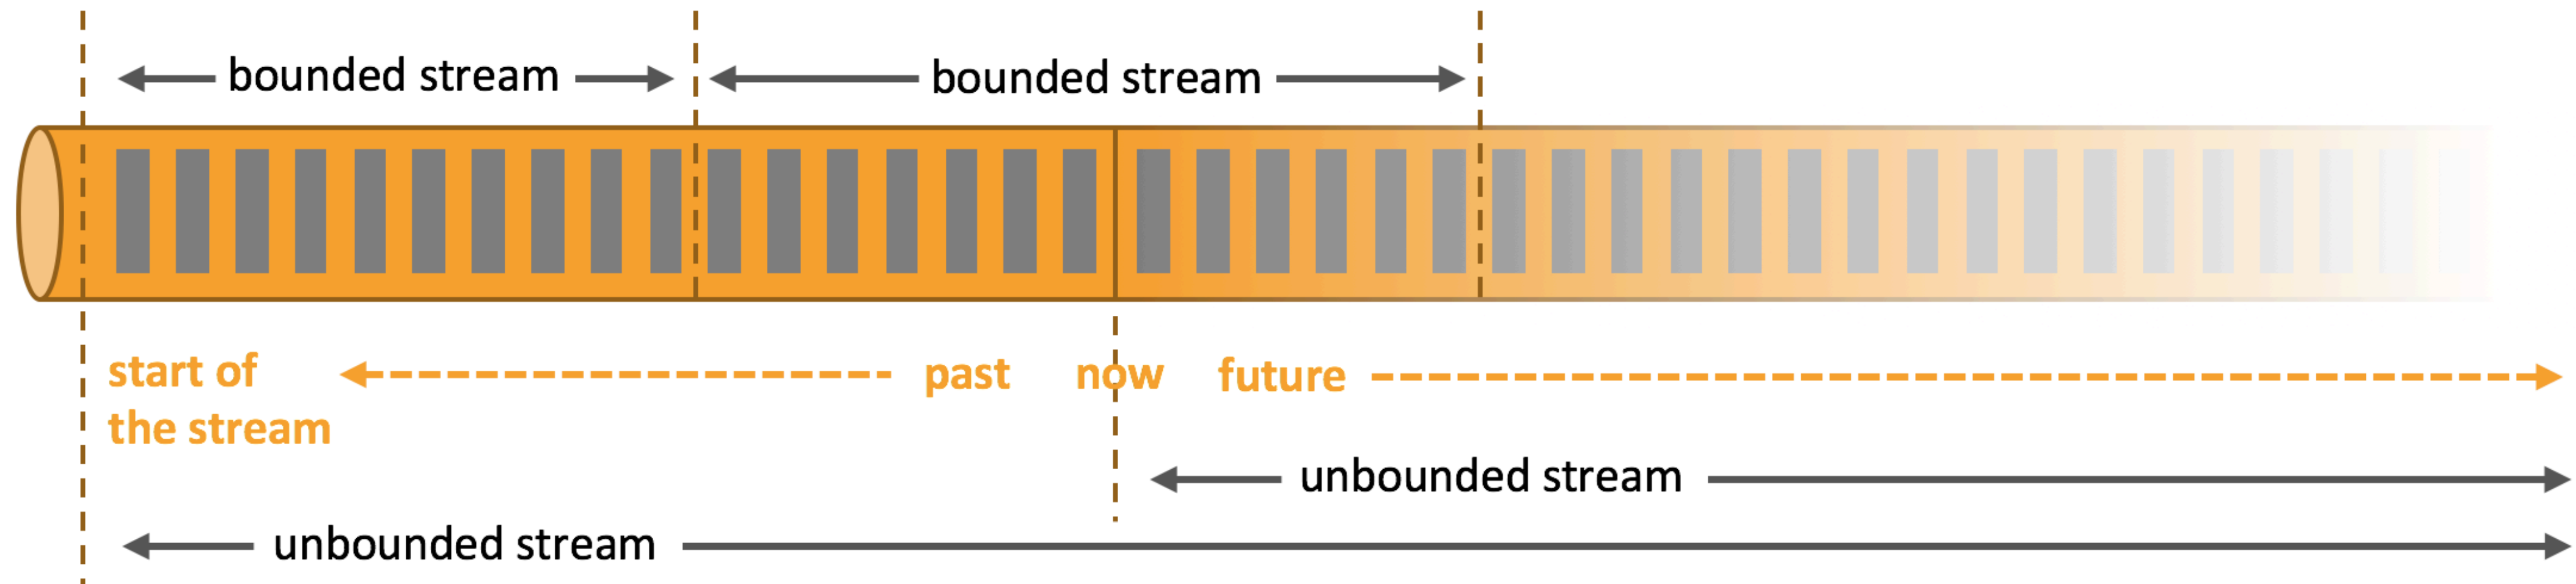 bounded stream
bounded stream
start of
the stream
past
now
future
unbounded stream
unbounded stream